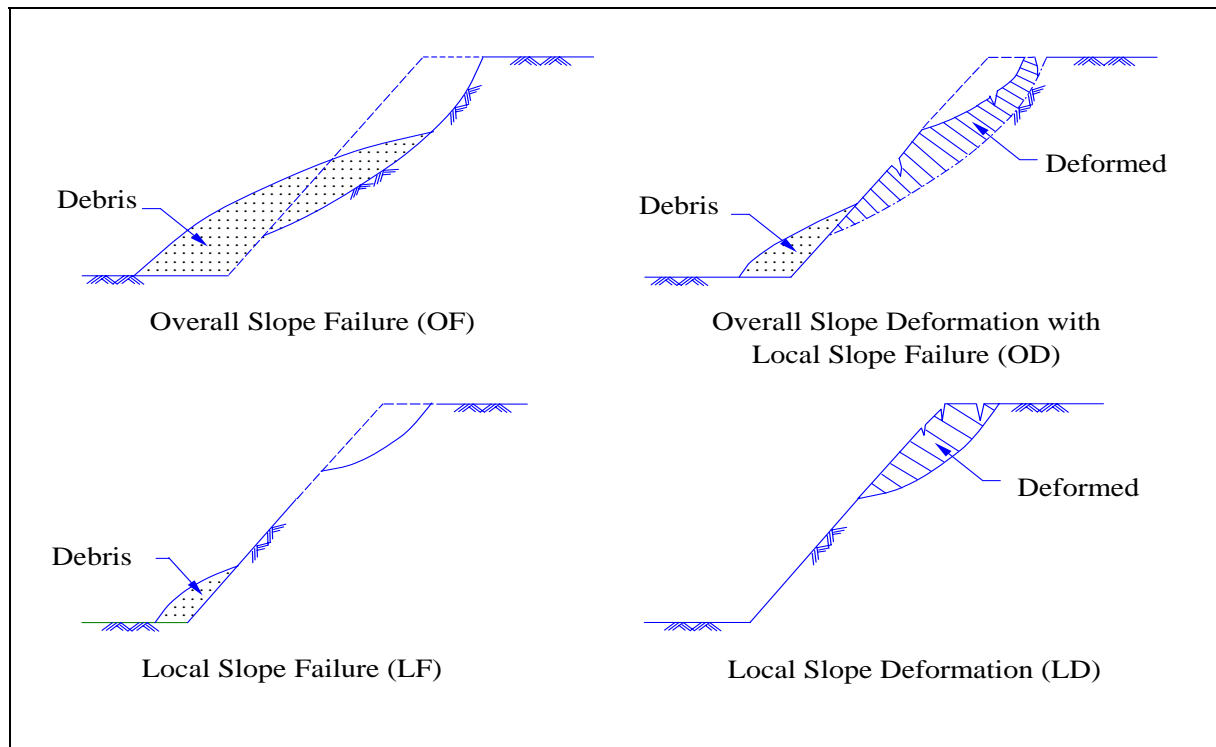 Debris
Overall Slope Failure (OF)
Deformed
Debris
Overall Slope Deformation with
Local Slope Failure (OD)
Debris
Local Slope Failure (LF)
Deformed
Local Slope Deformation (LD)